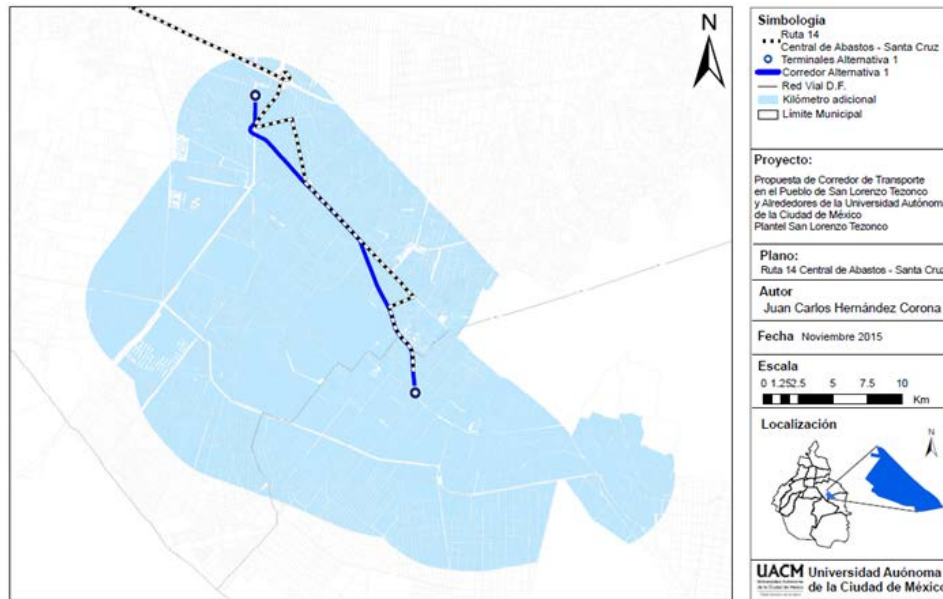 N
Simbología
Ruta 14
Central de Abastos - Santa Cruz
Terminales Alternativa 1
Corredor Alternativa 1
Red Vial D.F.
Kilómetro adicional
Límite Municipal
Proyecto:
Propuesta de Corredor de Transporte
en el Pueblo de San Lorenzo Tezonco
y Alrededores de la Universidad Autónom
de la Ciudad de México
Plantel San Lorenzo Tezonco
Plano:
Ruta 14 Central de Abastos - Santa Cruz
Autor
Juan Carlos Hernández Corona
Fecha Noviembre 2015
Escala
0 1.252.5 5 7.5 10
Km
Localización
N
UACM Universidad Autónoma
de la Ciudad de México